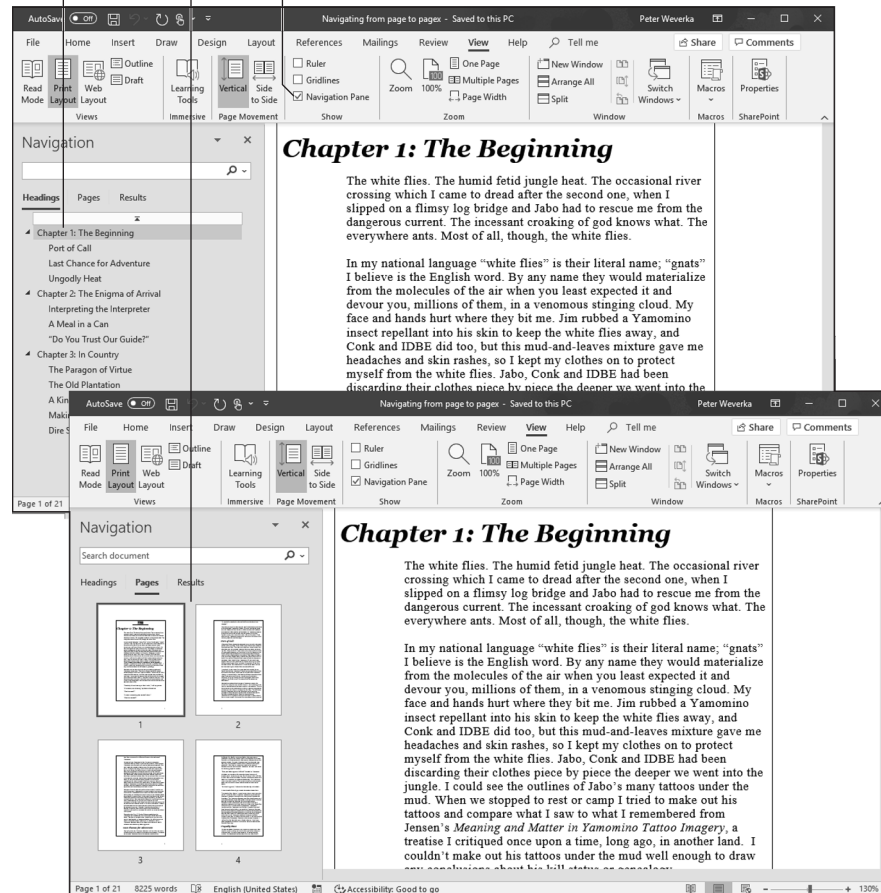 AutoSave Off
Navigating from page to pagex - Saved to this PC
Peter Weverka
File Home Insert Draw Design Layout References Mailings Review View Help Tell me Share Comments
Read Mode
Print Layout
Web Layout
Outline
Draft
Views
Learning Tools
Immersive
Vertical
Side to Side
Page Movement
Ruler
Gridlines
Navigation Pane
Show
Zoom
100%
One Page
Multiple Pages
Page Width
Zoom
New Window
Arrange All
Split
Switch Windows
Window
Macros
Macros
Properties
SharePoint
Navigation
Headings Pages Results
Chapter 1: The Beginning
Port of Call
Last Chance for Adventure
Ungodly Heat
Chapter 2: The Enigma of Arrival
Interpreting the Interpreter
A Meal in a Can
"Do You Trust Our Guide?"
Chapter 3: In Country
The Paragon of Virtue
The Old Plantation
A Kin
Makin
Dire S
Page 1 of 21
Chapter 1: The Beginning
The white flies. The humid fetid jungle heat. The occasional river
crossing which I came to dread after the second one, when I
slipped on a flimsy log bridge and Jabo had to rescue me from the
dangerous current. The incessant croaking of god knows what. The
everywhere ants. Most of all, though, the white flies.
In my national language “white flies” is their literal name; “gnats”
I believe is the English word. By any name they would materialize
from the molecules of the air when you least expected it and
devour you, millions of them, in a venomous stinging cloud. My
face and hands hurt where they bit me. Jim rubbed a Yamomino
insect repellant into his skin to keep the white flies away, and
Conk and IDBE did too, but this mud-and-leaves mixture gave me
headaches and skin rashes, so I kept my clothes on to protect
myself from the white flies. Jabo, Conk and IDBE had been
discarding their clothes piece by piece the deeper we went into the
AutoSave Off
Navigating from page to pagex - Saved to this PC
Peter Weverka
File Home Insert Draw Design Layout References Mailings Review View Help Tell me Share Comments
Read Mode
Print Layout
Web Layout
Outline
Draft
Views
Learning Tools
Immersive
Vertical
Side to Side
Page Movement
Ruler
Gridlines
Navigation Pane
Show
Zoom
100%
One Page
Multiple Pages
Page Width
Zoom
New Window
Arrange All
Split
Switch Windows
Window
Macros
Macros
Properties
SharePoint
Navigation
Search document
Headings Pages Results
1
2
3
4
Chapter 1: The Beginning
The white flies. The humid fetid jungle heat. The occasional river
crossing which I came to dread after the second one, when I
slipped on a flimsy log bridge and Jabo had to rescue me from the
dangerous current. The incessant croaking of god knows what. The
everywhere ants. Most of all, though, the white flies.
In my national language “white flies” is their literal name; “gnats”
I believe is the English word. By any name they would materialize
from the molecules of the air when you least expected it and
devour you, millions of them, in a venomous stinging cloud. My
face and hands hurt where they bit me. Jim rubbed a Yamomino
insect repellant into his skin to keep the white flies away, and
Conk and IDBE did too, but this mud-and-leaves mixture gave me
headaches and skin rashes, so I kept my clothes on to protect
myself from the white flies. Jabo, Conk and IDBE had been
discarding their clothes piece by piece the deeper we went into the
jungle. I could see the outlines of Jabo’s many tattoos under the
mud. When we stopped to rest or camp I tried to make out his
tattoos and compare what I saw to what I remembered from
Jensen’s Meaning and Matter in Yamomino Tattoo Imagery, a
treatise I critiqued once upon a time, long ago, in another land. I
couldn’t make out his tattoos under the mud well enough to draw
any conclusions about his kill status or genealogy.
Page 1 of 21 8225 words English (United States) Accessibility: Good to go 130%